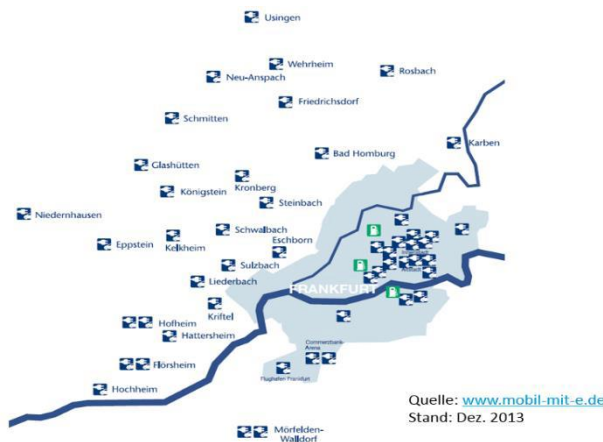 Usingen
Wehrheim
Neu-Anspach
Rosbach
Friedrichsdorf
Schmitten
Karben
Bad Homburg
Glashütten
Kronberg
Königstein
Steinbach
Niedernhausen
Schwalbach
Kelkheim
Eschborn
Eppstein
Sulzbach
Liederbach
FRANKFURT
Kriftel
Hofheim
Hattersheim
Commerzbank-
Arena
Flörsheim
Flughafen Frankfurt
Hochheim
Mörfelden-
Walldorf
Quelle: www.mobil-mit-e.de
Stand: Dez. 2013